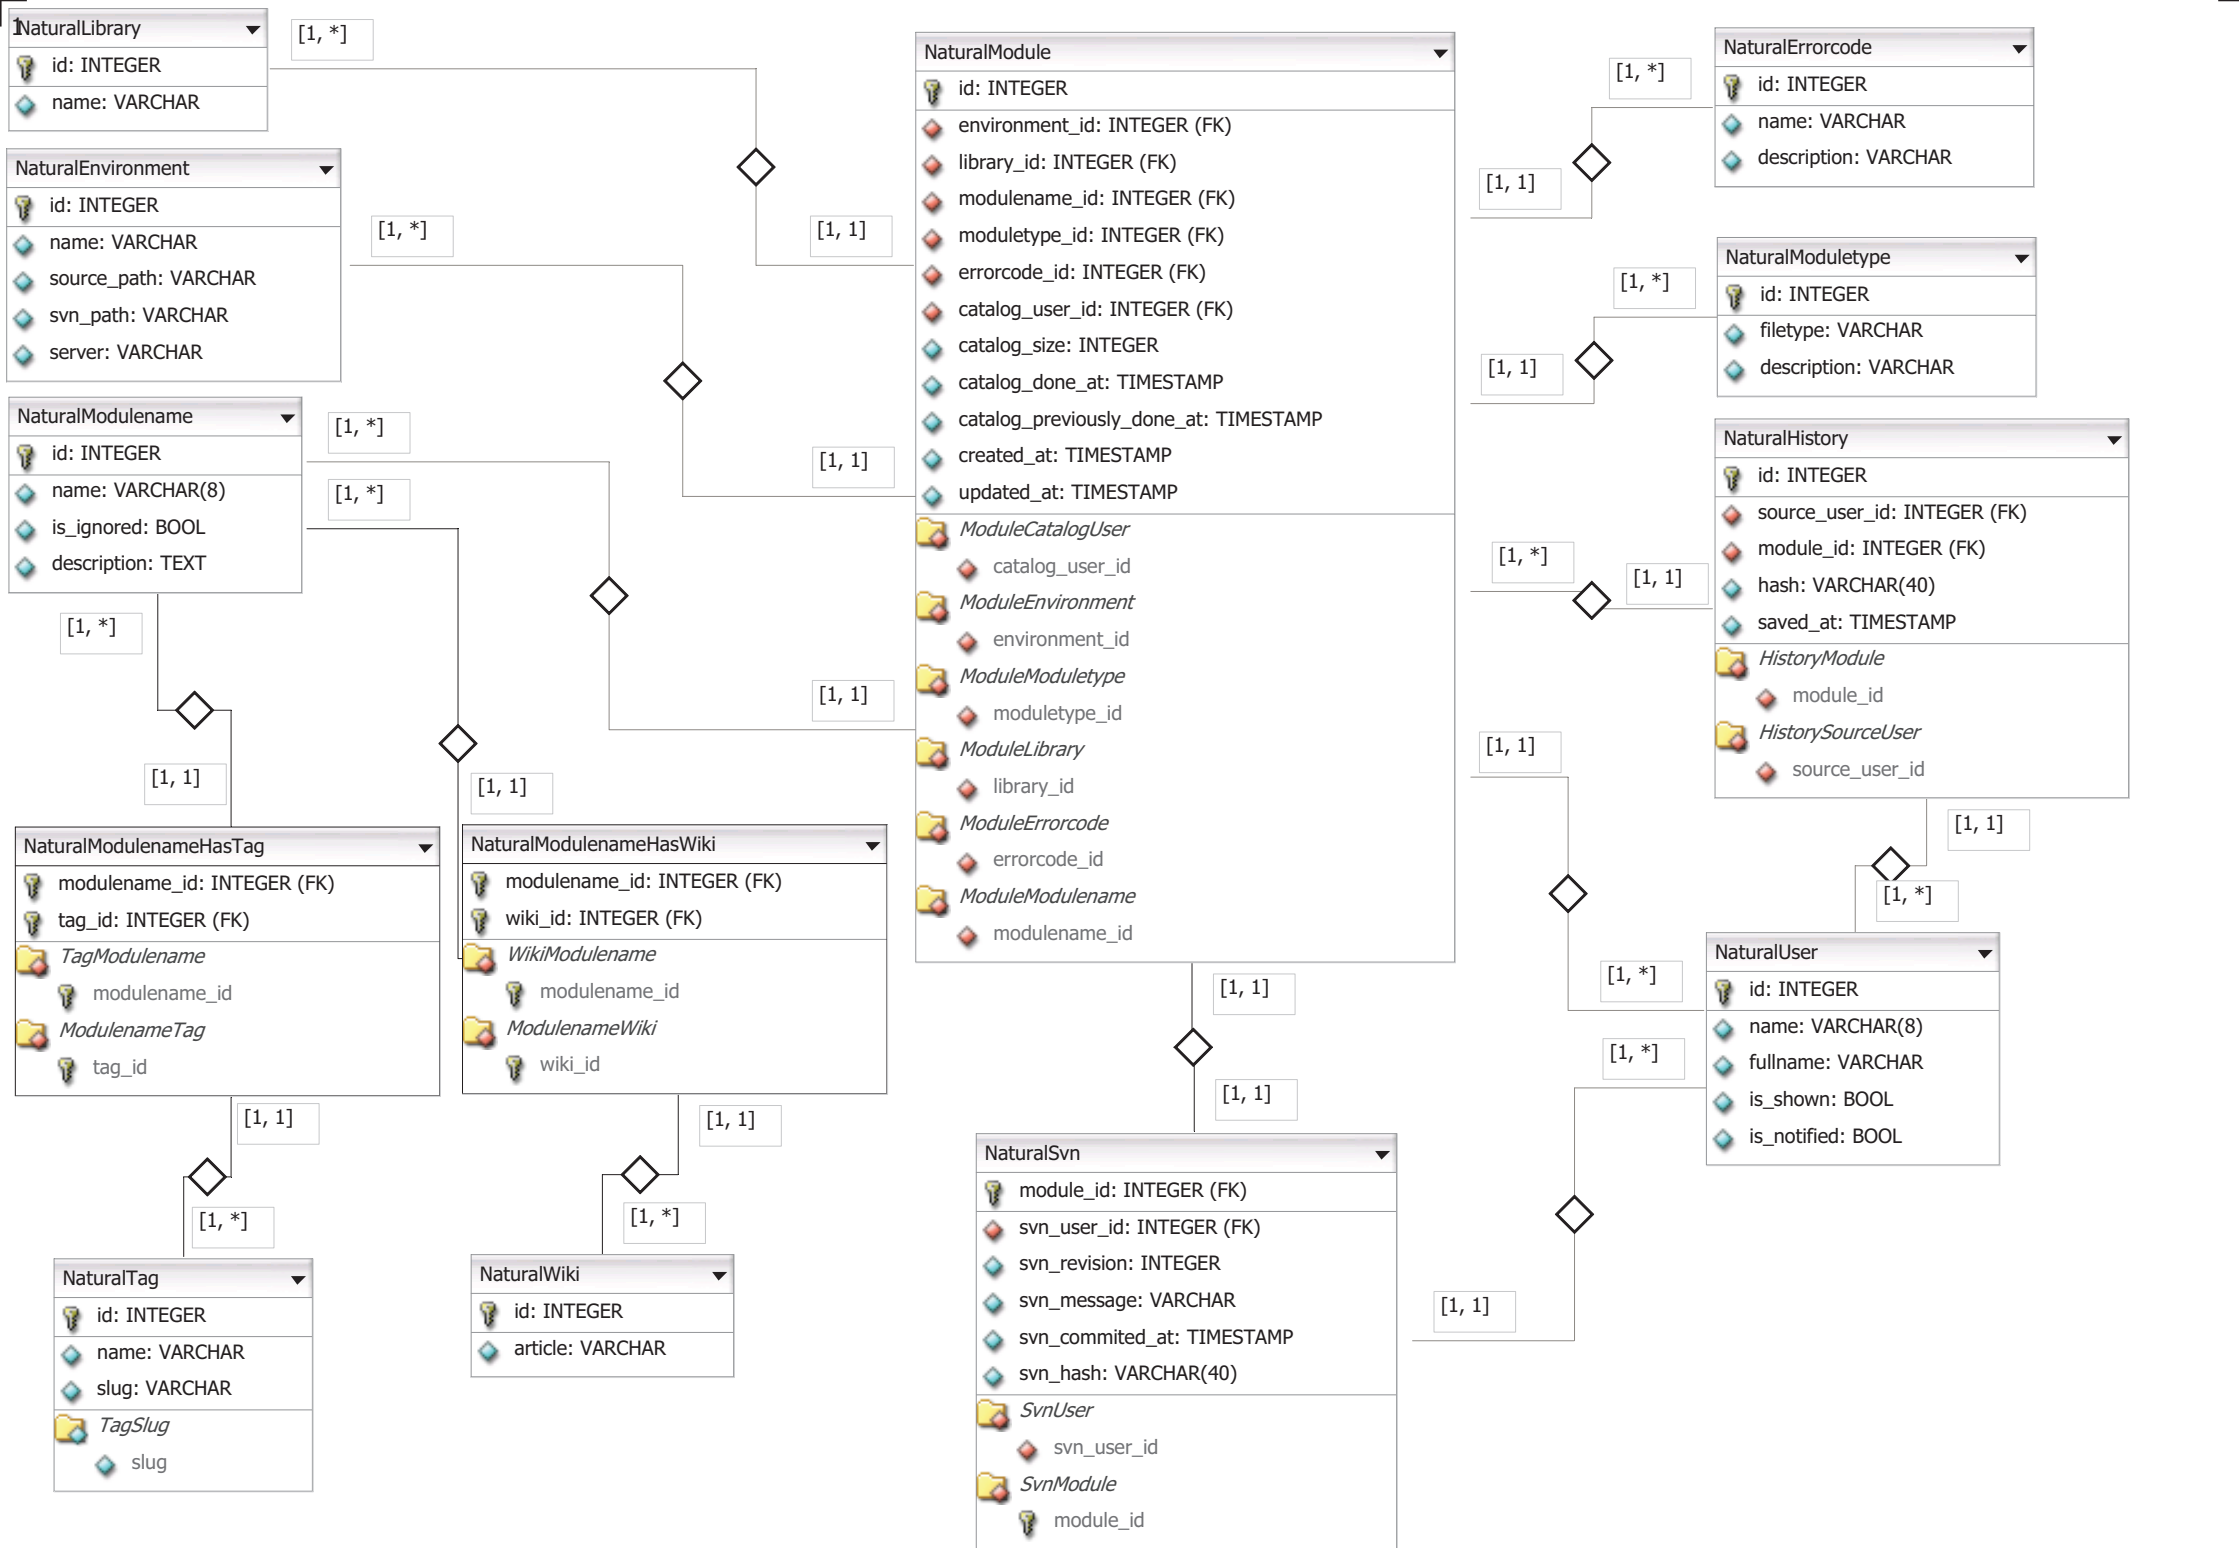 1
NaturalLibrary
id: INTEGER
name: VARCHAR
[1, *]
NaturalEnvironment
id: INTEGER
name: VARCHAR
source_path: VARCHAR
svn_path: VARCHAR
server: VARCHAR
[1, *]
[1, 1]
NaturalModulename
id: INTEGER
name: VARCHAR(8)
is_ignored: BOOL
description: TEXT
[1, *]
[1, *]
[1, 1]
[1, *]
[1, 1]
[1, 1]
[1, 1]
NaturalModulenameHasTag
modulename_id: INTEGER (FK)
tag_id: INTEGER (FK)
TagModulename
modulename_id
ModulenameTag
tag_id
[1, 1]
[1, *]
NaturalModulenameHasWiki
modulename_id: INTEGER (FK)
wiki_id: INTEGER (FK)
WikiModulename
modulename_id
ModulenameWiki
wiki_id
[1, 1]
[1, *]
NaturalTag
id: INTEGER
name: VARCHAR
slug: VARCHAR
TagSlug
slug
NaturalWiki
id: INTEGER
article: VARCHAR
NaturalModule
id: INTEGER
environment_id: INTEGER (FK)
library_id: INTEGER (FK)
modulename_id: INTEGER (FK)
moduletype_id: INTEGER (FK)
errorcode_id: INTEGER (FK)
catalog_user_id: INTEGER (FK)
catalog_size: INTEGER
catalog_done_at: TIMESTAMP
catalog_previously_done_at: TIMESTAMP
created_at: TIMESTAMP
updated_at: TIMESTAMP
ModuleCatalogUser
catalog_user_id
ModuleEnvironment
environment_id
ModuleModuletype
moduletype_id
ModuleLibrary
library_id
ModuleErrorcode
errorcode_id
ModuleModulename
modulename_id
[1, 1]
[1, 1]
NaturalSvn
module_id: INTEGER (FK)
svn_user_id: INTEGER (FK)
svn_revision: INTEGER
svn_message: VARCHAR
svn_commited_at: TIMESTAMP
svn_hash: VARCHAR(40)
SvnUser
svn_user_id
SvnModule
module_id
[1, *]
[1, 1]
NaturalErrorcode
id: INTEGER
name: VARCHAR
description: VARCHAR
[1, *]
[1, 1]
NaturalModuletype
id: INTEGER
filetype: VARCHAR
description: VARCHAR
[1, *]
[1, 1]
NaturalHistory
id: INTEGER
source_user_id: INTEGER (FK)
module_id: INTEGER (FK)
hash: VARCHAR(40)
saved_at: TIMESTAMP
HistoryModule
module_id
HistorySourceUser
source_user_id
[1, 1]
[1, 1]
[1, *]
[1, *]
[1, *]
[1, 1]
NaturalUser
id: INTEGER
name: VARCHAR(8)
fullname: VARCHAR
is_shown: BOOL
is_notified: BOOL